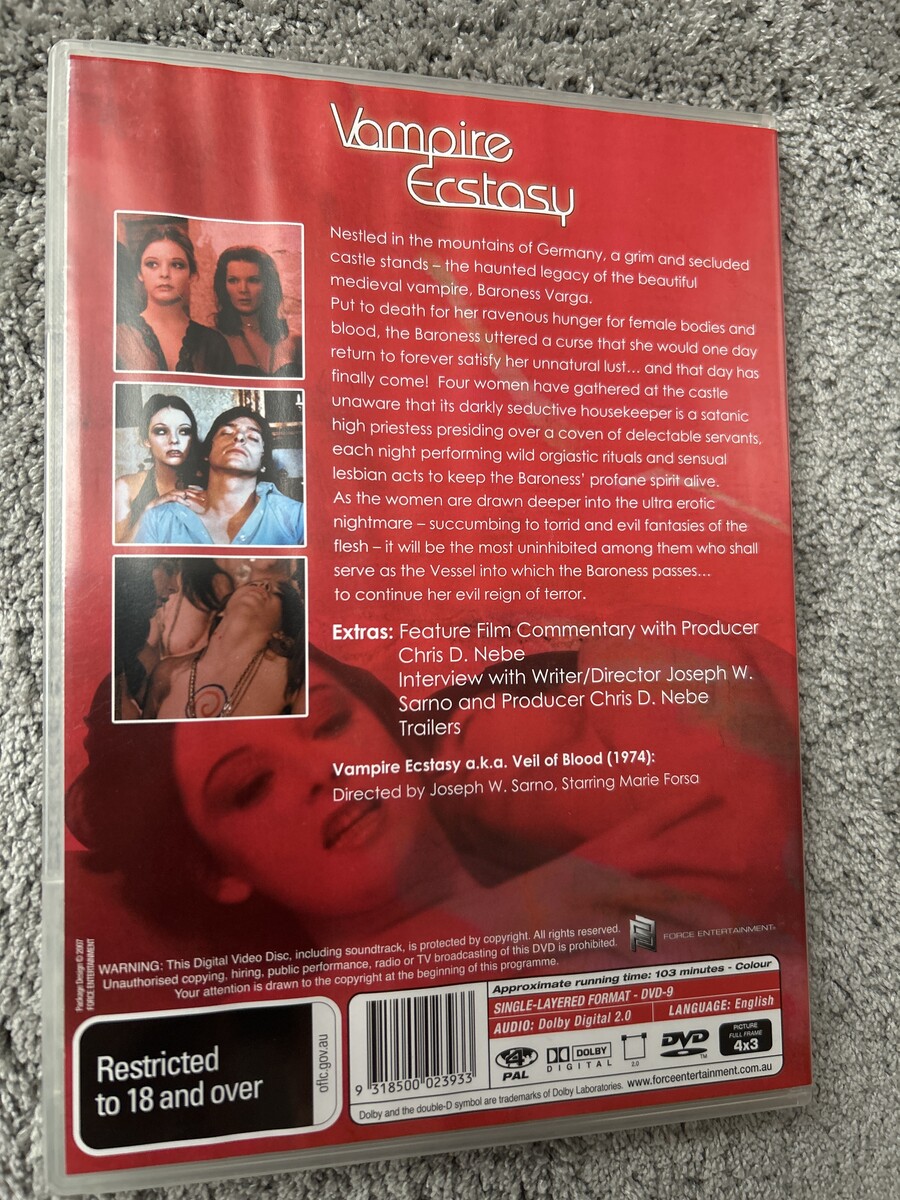 Vampire
Ecstasy
Nestled in the mountains of Germany, a grim and secluded
castle stands – the haunted legacy of the beautiful
medieval vampire, Baroness Varga.
Put to death for her ravenous hunger for female bodies and
blood, the Baroness uttered a curse that she would one day
return to forever satisfy her unnatural lust... and that day has
finally come! Four women have gathered at the castle
unaware that its darkly seductive housekeeper is a satanic
high priestess presiding over a coven of delectable servants,
each night performing wild orgiastic rituals and sensual
lesbian acts to keep the Baroness' profane spirit alive.
As the women are drawn deeper into the ultra erotic
nightmare – succumbing to torrid and evil fantasies of the
flesh – it will be the most uninhibited among them who shall
serve as the Vessel into which the Baroness passes...
to continue her evil reign of terror.
Extras: Feature Film Commentary with Producer
Chris D. Nebe
Interview with Writer/Director Joseph W.
Sarno and Producer Chris D. Nebe
Trailers
Vampire Ecstasy a.k.a. Veil of Blood (1974):
Directed by Joseph W. Sarno, Starring Marie Forsa
Package Design © 2007
FORCE ENTERTAINMENT
WARNING: This Digital Video Disc, including soundtrack, is protected by copyright. All rights reserved.
Unauthorised copying, hiring, public performance, radio or TV broadcasting of this DVD is prohibited.
Your attention is drawn to the copyright at the beginning of this programme.
FORCE ENTERTAINMENT
Restricted
to 18 and over
oflc.gov.au
9 318500 023933
Approximate running time: 103 minutes - Colour
SINGLE-LAYERED FORMAT - DVD-9
AUDIO: Dolby Digital 2.0
LANGUAGE: English
4
PAL
DOLBY
DIGITAL
2.0
DVD
TM
PICTURE
FULL FRAME
4x3
www.forceentertainment.com.au
Dolby and the double-D symbol are trademarks of Dolby Laboratories.